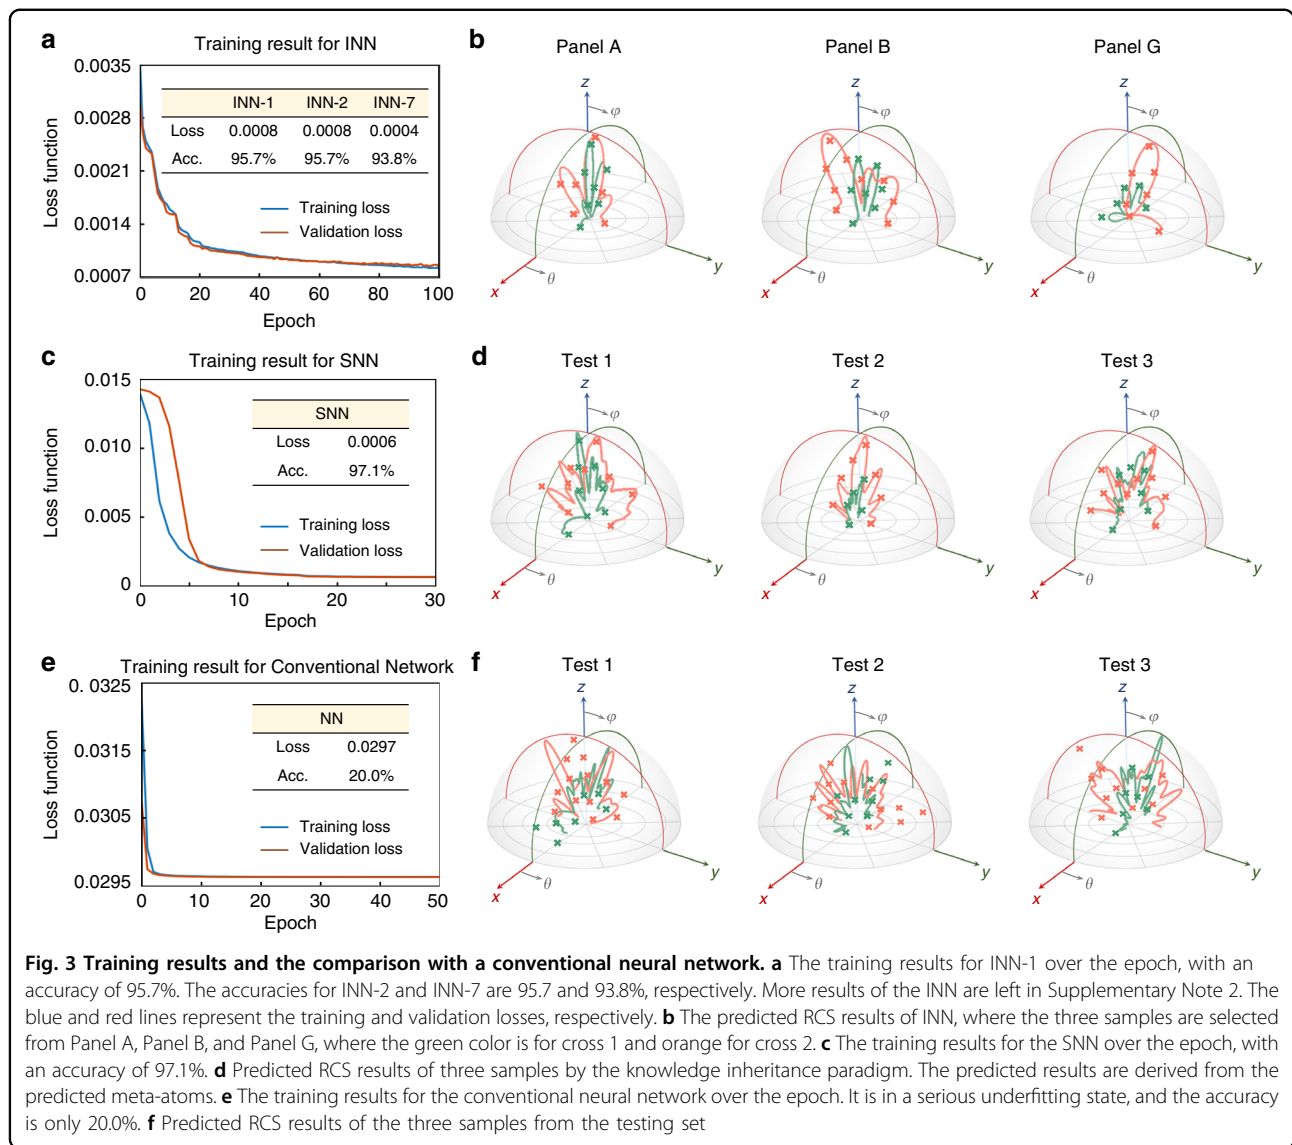 a
Training result for INN
0.0035
0.0028
0.0021
0.0014
0.0007
Loss function
INN-1 INN-2 INN-7
Loss 0.0008 0.0008 0.0004
Acc. 95.7% 95.7% 93.8%
Training loss
Validation loss
0 20 40 60 80 100
Epoch
b
Panel A Panel B Panel G
z φ z φ z φ
x θ y x θ y x θ y
c
Training result for SNN
0.015
0.010
0.005
0
Loss function
SNN
Loss 0.0006
Acc. 97.1%
Training loss
Validation loss
0 10 20 30
Epoch
d
Test 1 Test 2 Test 3
z φ z φ z φ
x θ y x θ y x θ y
e
Training result for Conventional Network
0. 0325
0.0315
0.0305
0.0295
Loss function
NN
Loss 0.0297
Acc. 20.0%
Training loss
Validation loss
0 10 20 30 40 50
Epoch
f
Test 1 Test 2 Test 3
z φ z φ z φ
x θ y x θ y x θ y
Fig. 3 Training results and the comparison with a conventional neural network. a The training results for INN-1 over the epoch, with an
accuracy of 95.7%. The accuracies for INN-2 and INN-7 are 95.7 and 93.8%, respectively. More results of the INN are left in Supplementary Note 2. The
blue and red lines represent the training and validation losses, respectively. b The predicted RCS results of INN, where the three samples are selected
from Panel A, Panel B, and Panel G, where the green color is for cross 1 and orange for cross 2. c The training results for the SNN over the epoch, with
an accuracy of 97.1%. d Predicted RCS results of three samples by the knowledge inheritance paradigm. The predicted results are derived from the
predicted meta-atoms. e The training results for the conventional neural network over the epoch. It is in a serious underfitting state, and the accuracy
is only 20.0%. f Predicted RCS results of the three samples from the testing set